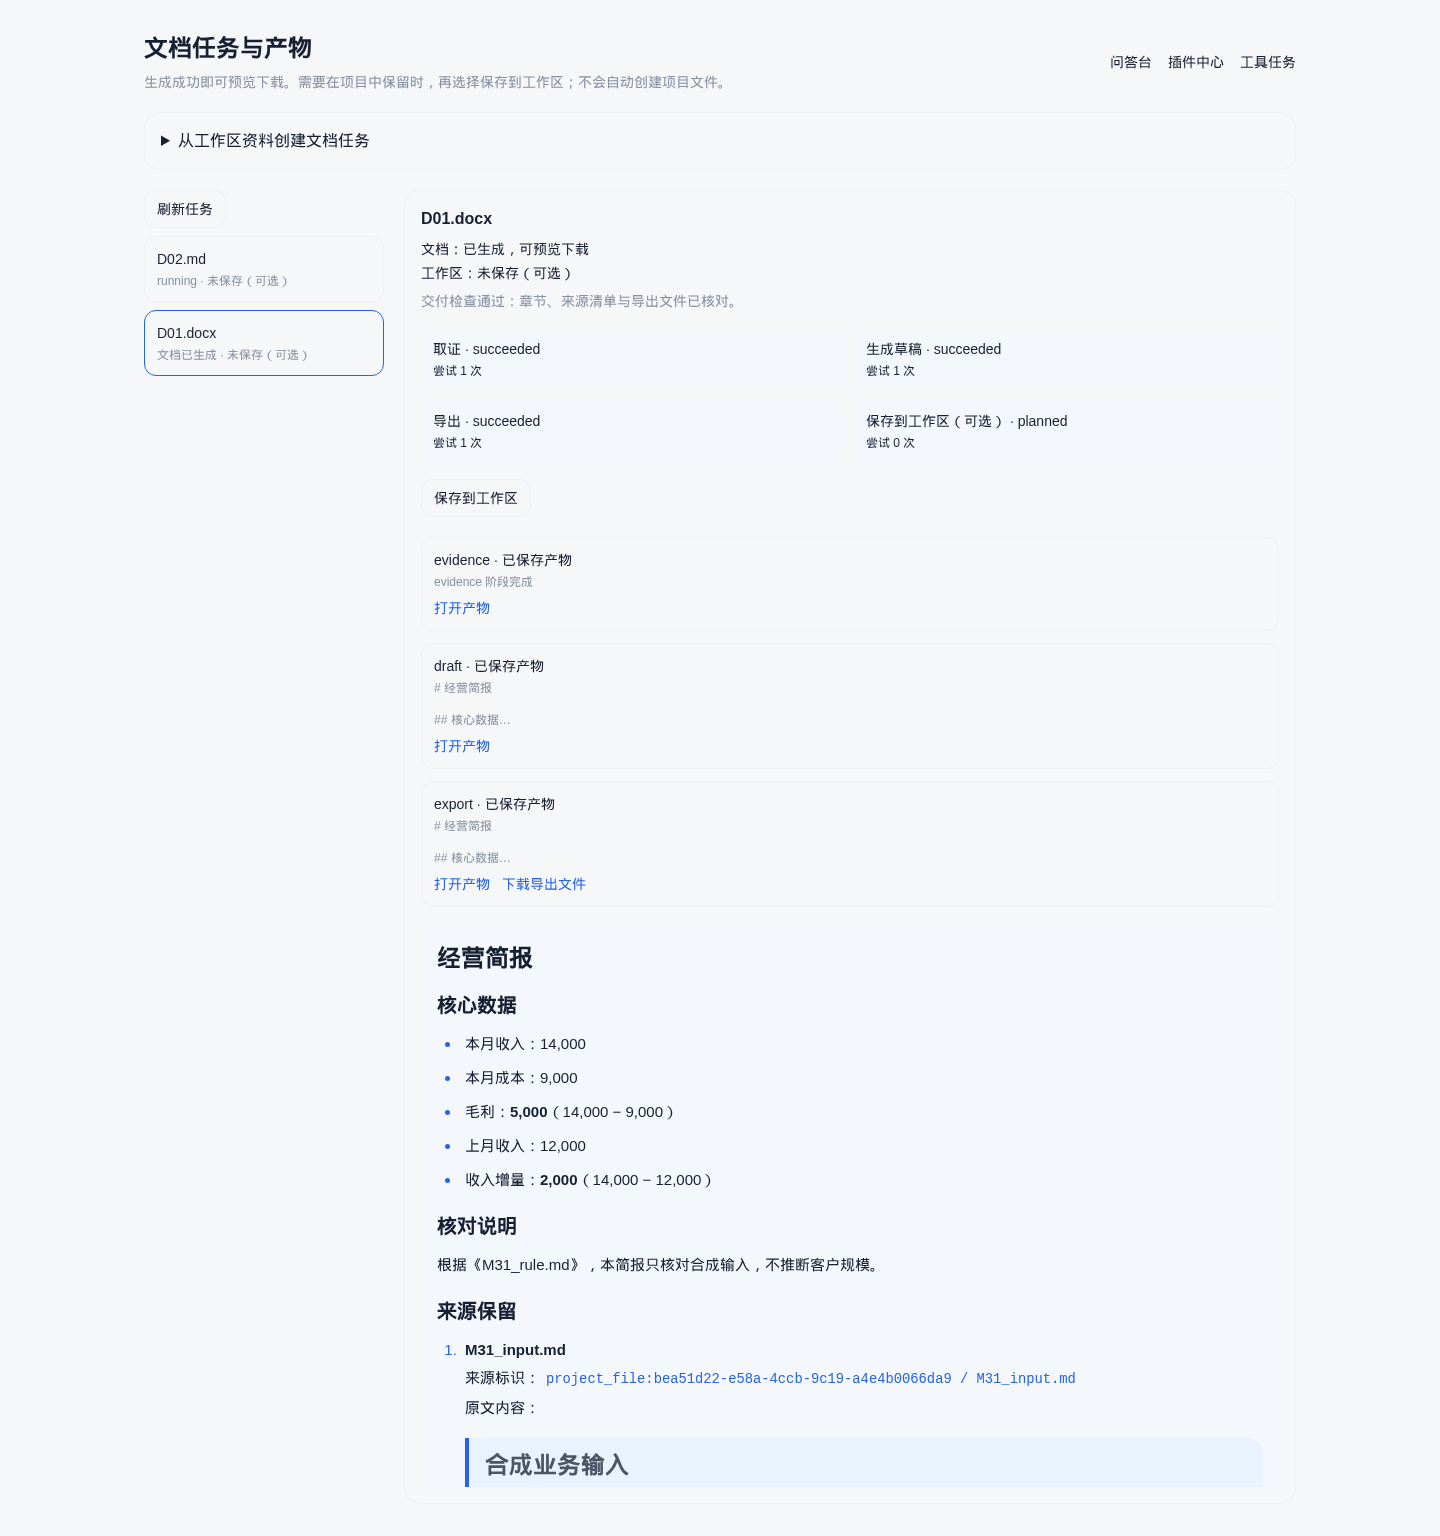 文档任务与产物
生成成功即可预览下载。需要在项目中保留时，再选择保存到工作区；不会自动创建项目文件。
问答台 插件中心 工具任务
▶ 从工作区资料创建文档任务
刷新任务
D02.md
running · 未保存（可选）
D01.docx
文档已生成 · 未保存（可选）
D01.docx
文档：已生成，可预览下载
工作区：未保存（可选）
交付检查通过：章节、来源清单与导出文件已核对。
取证 · succeeded
尝试 1 次
生成草稿 · succeeded
尝试 1 次
导出 · succeeded
尝试 1 次
保存到工作区（可选） · planned
尝试 0 次
保存到工作区
evidence · 已保存产物
evidence 阶段完成
打开产物
draft · 已保存产物
# 经营简报
## 核心数据...
打开产物
export · 已保存产物
# 经营简报
## 核心数据...
打开产物 下载导出文件
经营简报
核心数据
• 本月收入：14,000
• 本月成本：9,000
• 毛利：5,000（14,000 − 9,000）
• 上月收入：12,000
• 收入增量：2,000（14,000 − 12,000）
核对说明
根据《M31_rule.md》，本简报只核对合成输入，不推断客户规模。
来源保留
1. M31_input.md
来源标识： project_file:bea51d22-e58a-4ccb-9c19-a4e4b0066da9 / M31_input.md
原文内容：
合成业务输入